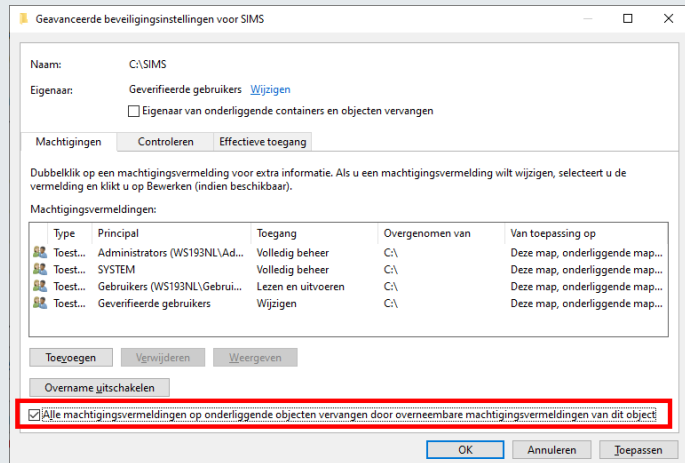 Geavanceerde beveiligingsinstellingen voor SIMS
Naam: C:\SIMS
Eigenaar: Geverifieerde gebruikers Wijzigen
Eigenaar van onderliggende containers en objecten vervangen
Machtigingen Controleren Effectieve toegang
Dubbelklik op een machtigingsvermelding voor extra informatie. Als u een machtigingsvermelding wilt wijzigen, selecteert u de
vermelding en klikt u op Bewerken (indien beschikbaar).
Machtigingsvermeldingen:
Type Principal Toegang Overgenomen van Van toepassing op
Toest... Administrators (WS193NL\Ad... Volledig beheer C:\ Deze map, onderliggende map...
Toest... SYSTEM Volledig beheer C:\ Deze map, onderliggende map...
Toest... Gebruikers (WS193NL\Gebrui... Lezen en uitvoeren C:\ Deze map, onderliggende map...
Toest... Geverifieerde gebruikers Wijzigen C:\ Deze map, onderliggende map...
Toevoegen Verwijderen Weergeven
Overname uitschakelen
Alle machtigingsvermeldingen op onderliggende objecten vervangen door overneembare machtigingsvermeldingen van dit object
OK Annuleren Toepassen